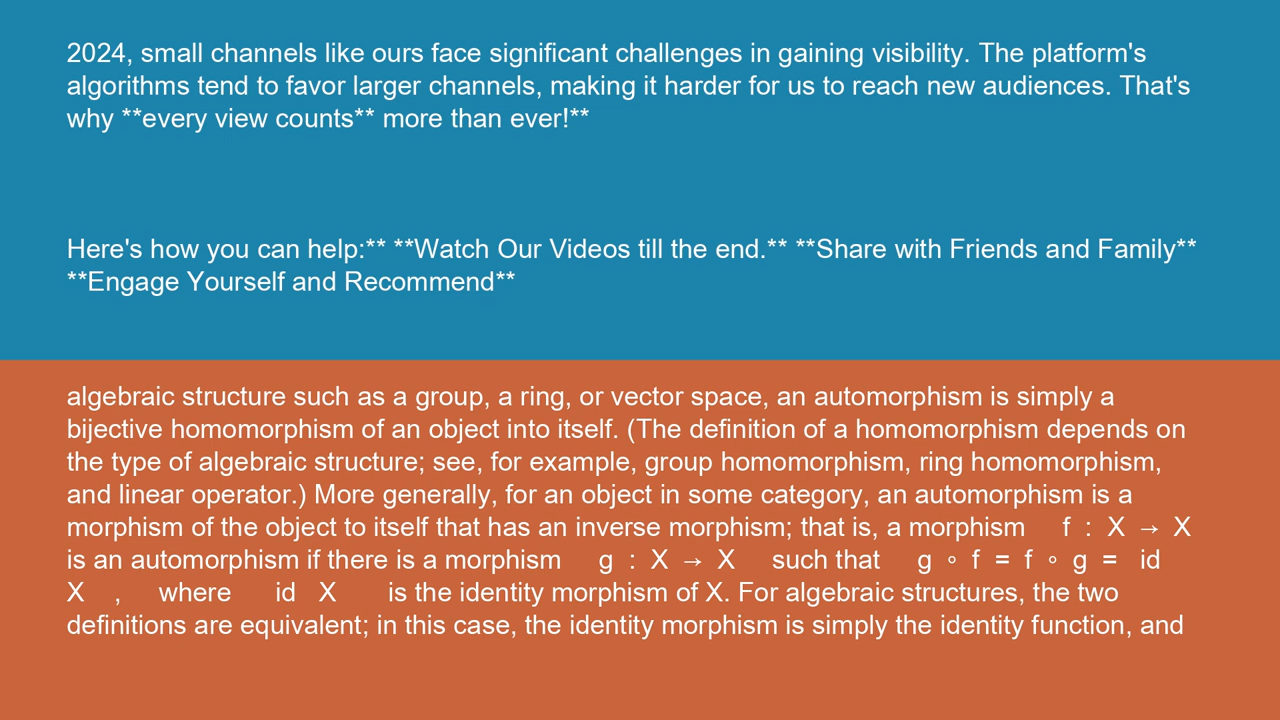 2024, small channels like ours face significant challenges in gaining visibility. The platform's
algorithms tend to favor larger channels, making it harder for us to reach new audiences. That's
why **every view counts** more than ever!**
Here's how you can help:** **Watch Our Videos till the end.** **Share with Friends and Family**
**Engage Yourself and Recommend**
algebraic structure such as a group, a ring, or vector space, an automorphism is simply a
bijective homomorphism of an object into itself. (The definition of a homomorphism depends on
the type of algebraic structure; see, for example, group homomorphism, ring homomorphism,
and linear operator.) More generally, for an object in some category, an automorphism is a
morphism of the object to itself that has an inverse morphism; that is, a morphism f : X → X
is an automorphism if there is a morphism g : X → X such that g ∘ f = f ∘ g = id
X , where id X is the identity morphism of X. For algebraic structures, the two
definitions are equivalent; in this case, the identity morphism is simply the identity function, and